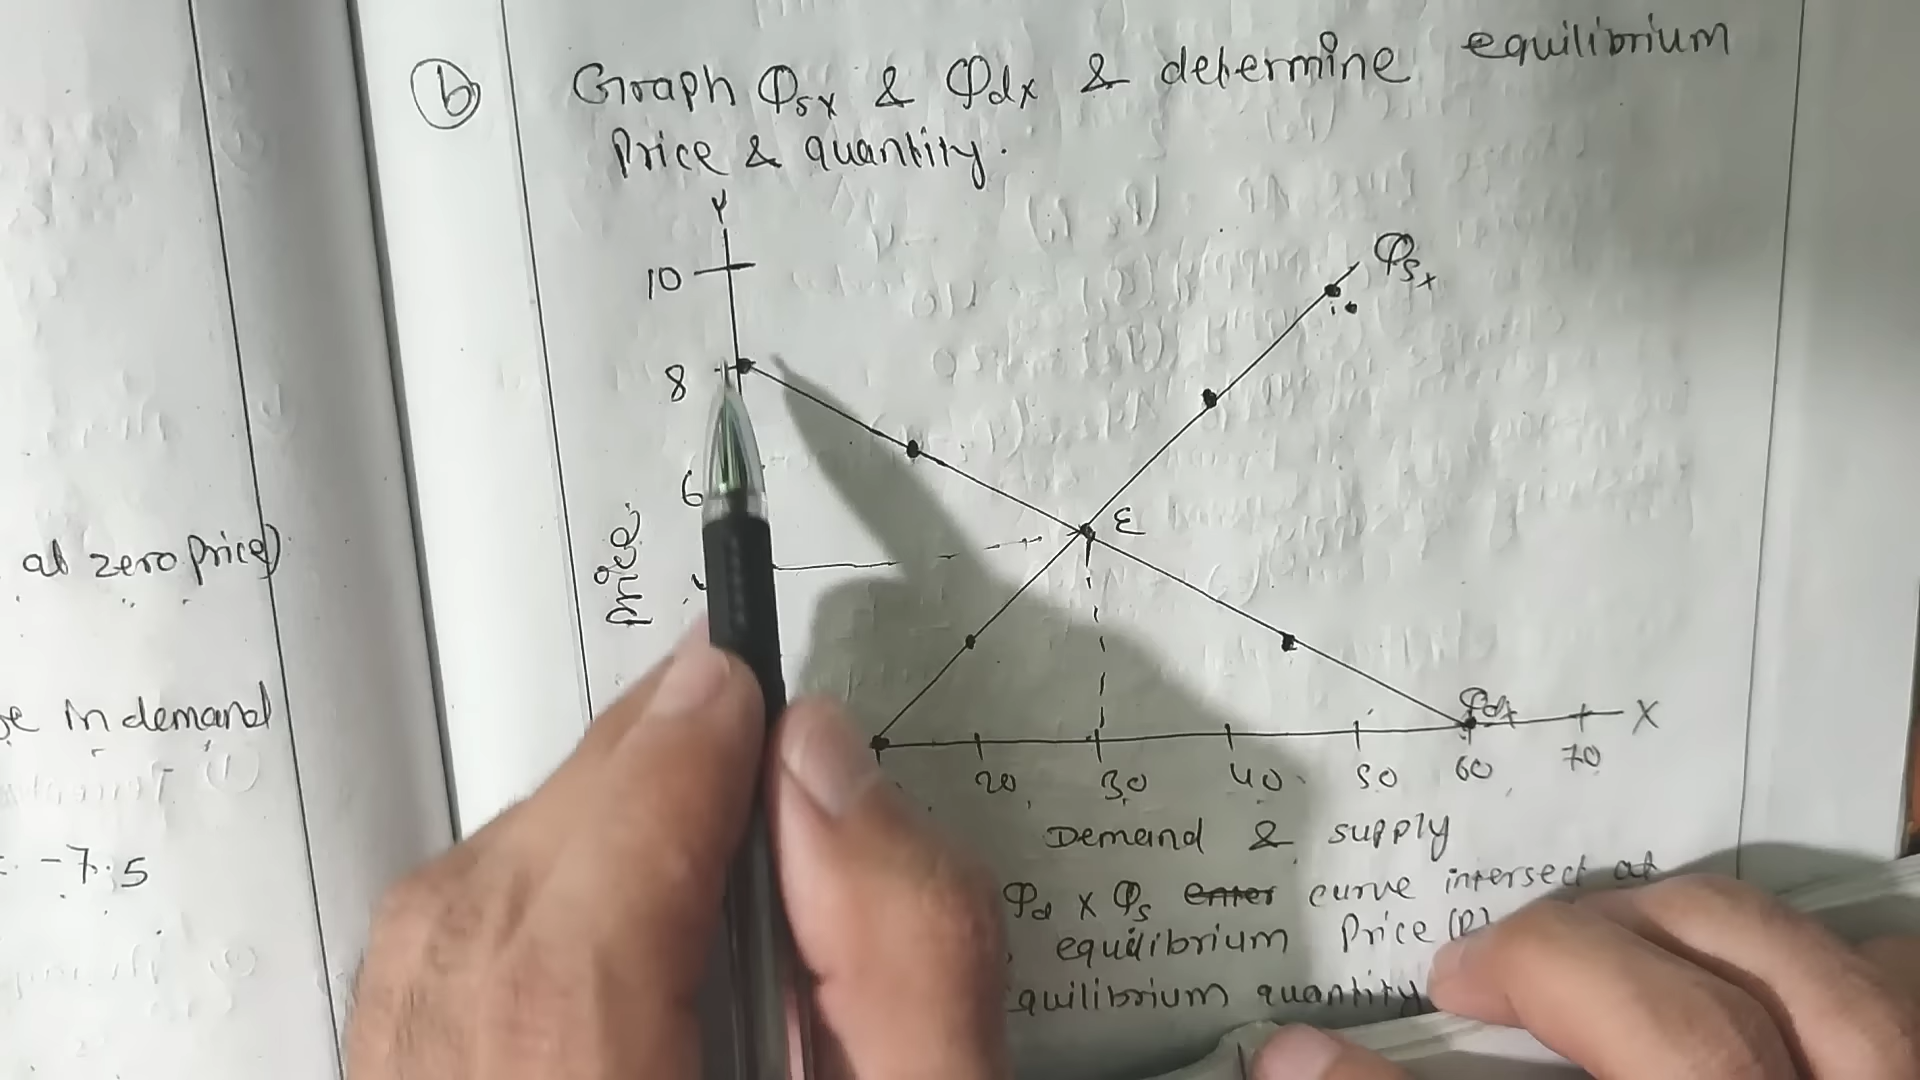 b Graph Qsx & Qdx & determine equilibrium
Price & quantity.
Y
10
Qsx
8
6
E
Price.
at zero price)
Qdx
X
20 30 40 50 60 70
in demand
Demand & supply
-7.5
Qd x Qs enter curve intersect at
equilibrium Price (P)
quilibrium quantity